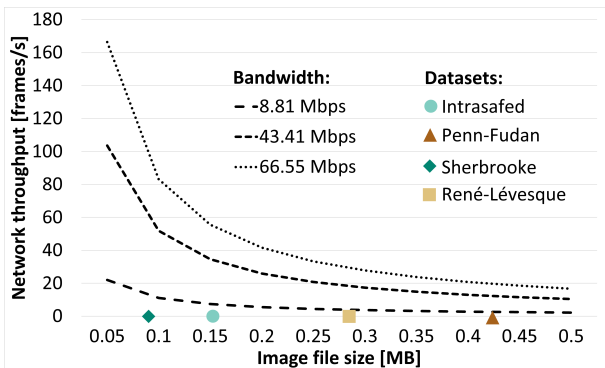 Network throughput [frames/s]
180
160
140
120
100
80
60
40
20
0
Bandwidth:
8.81 Mbps
43.41 Mbps
66.55 Mbps
Datasets:
Intrasafed
Penn-Fudan
Sherbrooke
René-Lévesque
0.05 0.1 0.15 0.2 0.25 0.3 0.35 0.4 0.45 0.5
Image file size [MB]